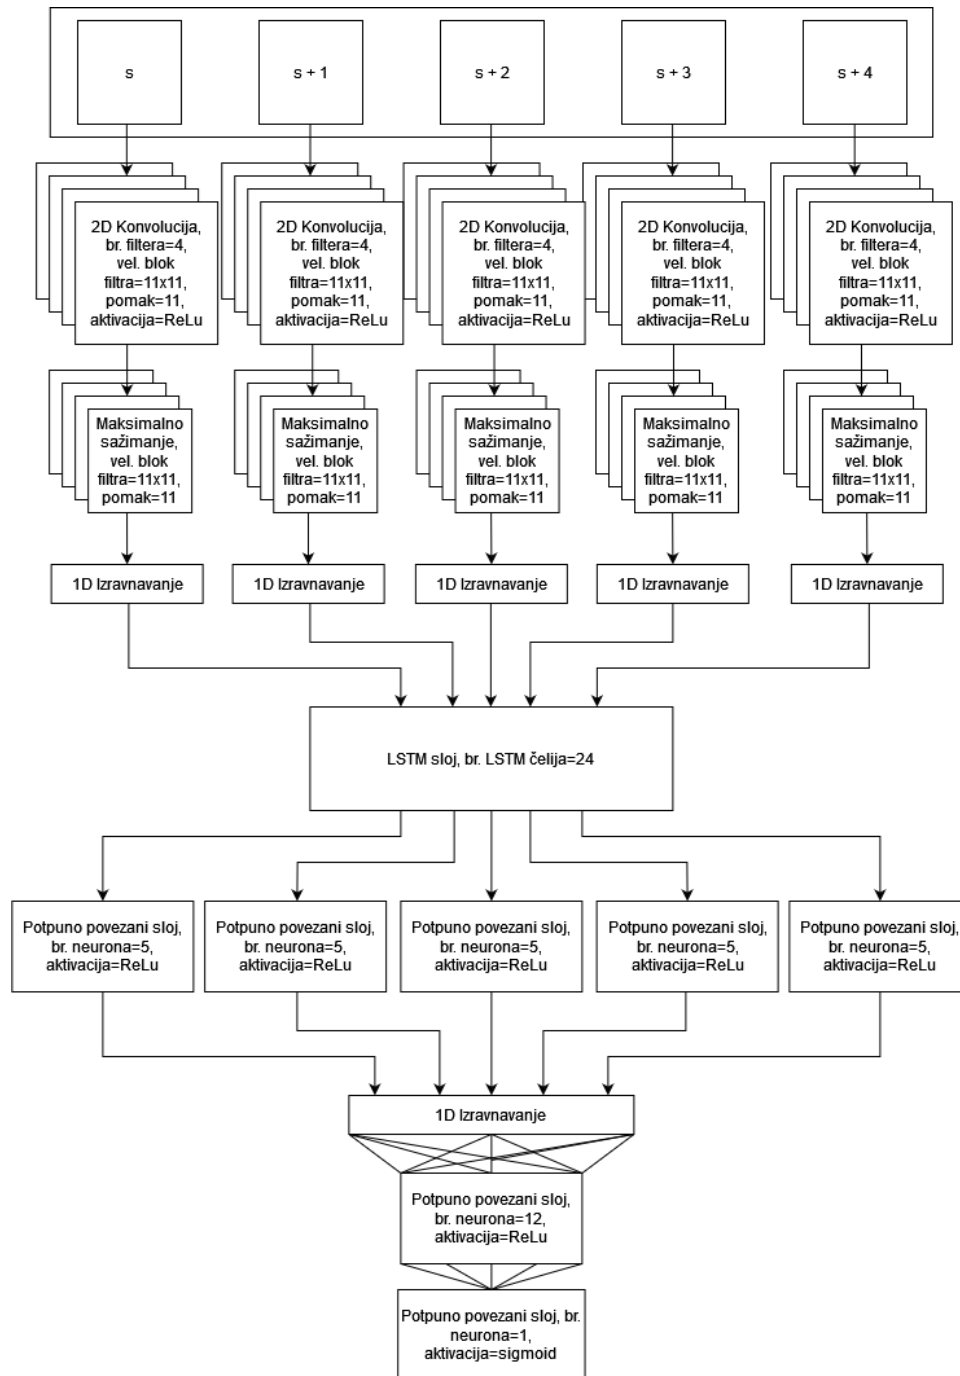 s
s + 1
s + 2
s + 3
s + 4
2D Konvolucija,
br. filtera=4,
vel. blok
filtra=11x11,
pomak=11,
aktivacija=ReLu
2D Konvolucija,
br. filtera=4,
vel. blok
filtra=11x11,
pomak=11,
aktivacija=ReLu
2D Konvolucija,
br. filtera=4,
vel. blok
filtra=11x11,
pomak=11,
aktivacija=ReLu
2D Konvolucija,
br. filtera=4,
vel. blok
filtra=11x11,
pomak=11,
aktivacija=ReLu
2D Konvolucija,
br. filtera=4,
vel. blok
filtra=11x11,
pomak=11,
aktivacija=ReLu
Maksimalno
sažimanje,
vel. blok
filtra=11x11,
pomak=11
Maksimalno
sažimanje,
vel. blok
filtra=11x11,
pomak=11
Maksimalno
sažimanje,
vel. blok
filtra=11x11,
pomak=11
Maksimalno
sažimanje,
vel. blok
filtra=11x11,
pomak=11
Maksimalno
sažimanje,
vel. blok
filtra=11x11,
pomak=11
1D Izravnavanje
1D Izravnavanje
1D Izravnavanje
1D Izravnavanje
1D Izravnavanje
LSTM sloj, br. LSTM čelija=24
Potpuno povezani sloj,
br. neurona=5,
aktivacija=ReLu
Potpuno povezani sloj,
br. neurona=5,
aktivacija=ReLu
Potpuno povezani sloj,
br. neurona=5,
aktivacija=ReLu
Potpuno povezani sloj,
br. neurona=5,
aktivacija=ReLu
Potpuno povezani sloj,
br. neurona=5,
aktivacija=ReLu
1D Izravnavanje
Potpuno povezani sloj,
br. neurona=12,
aktivacija=ReLu
Potpuno povezani sloj, br.
neurona=1,
aktivacija=sigmoid